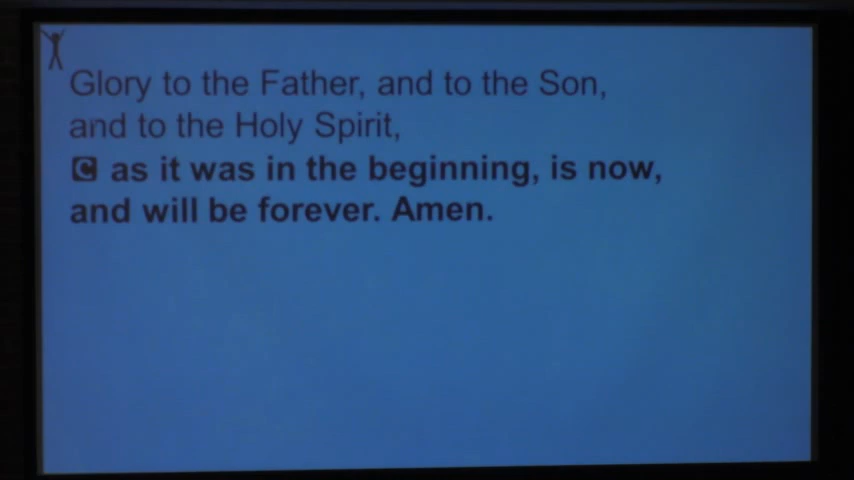 Glory to the Father, and to the Son,
and to the Holy Spirit,
C as it was in the beginning, is now,
and will be forever. Amen.